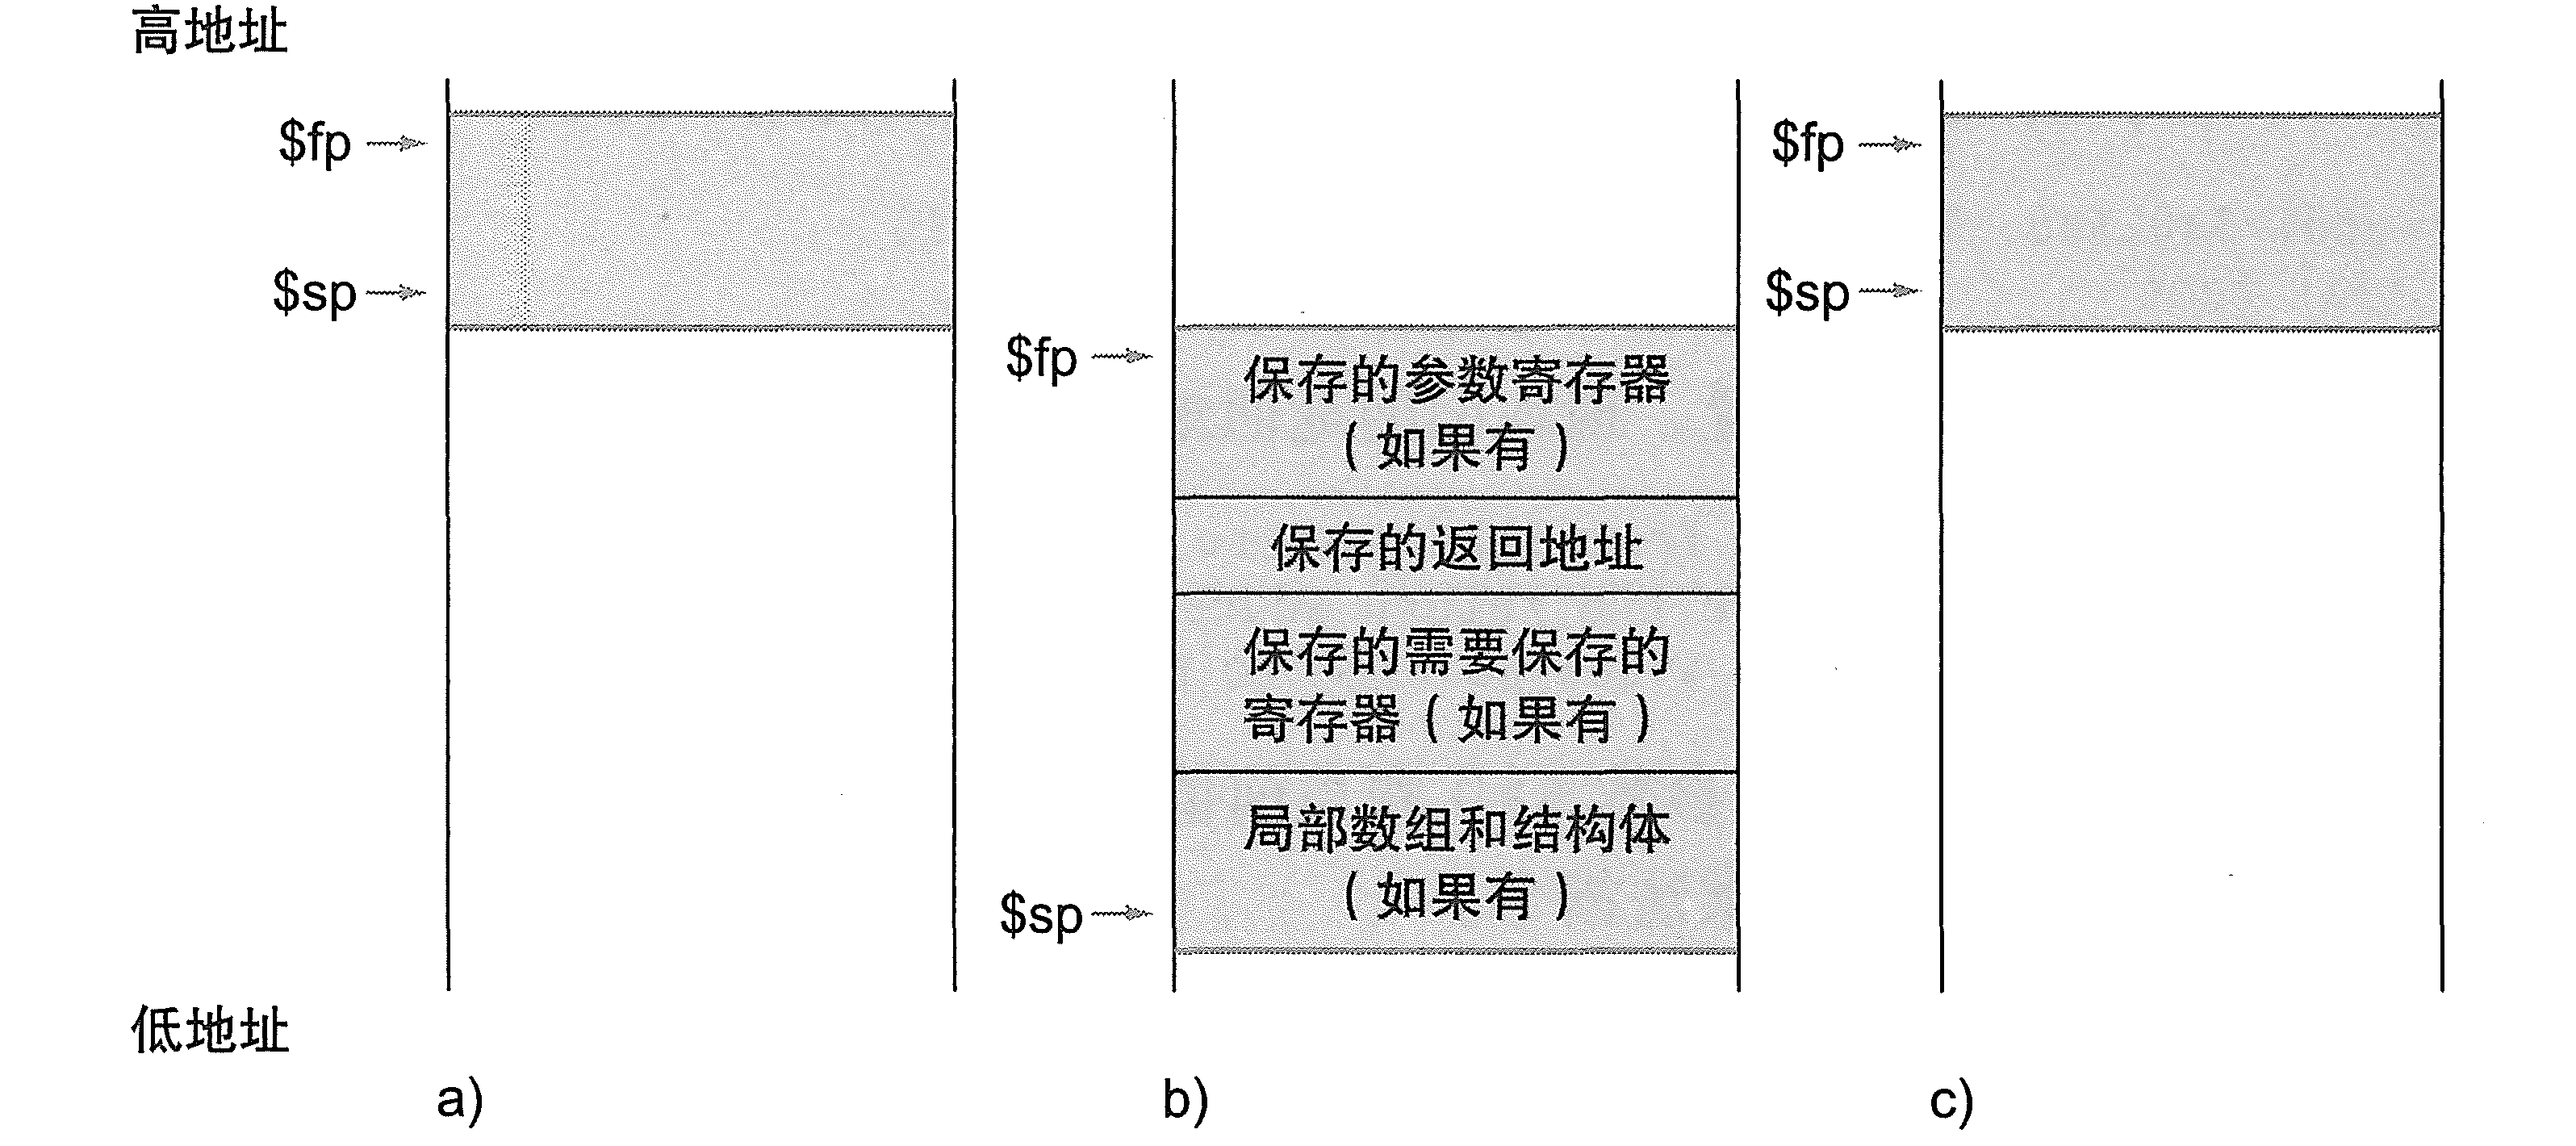 高地址
$fp
$sp
$fp
保存的参数寄存器
（如果有）
保存的返回地址
保存的需要保存的
寄存器（如果有）
局部数组和结构体
（如果有）
$sp
$fp
$sp
低地址
a)
b)
c)